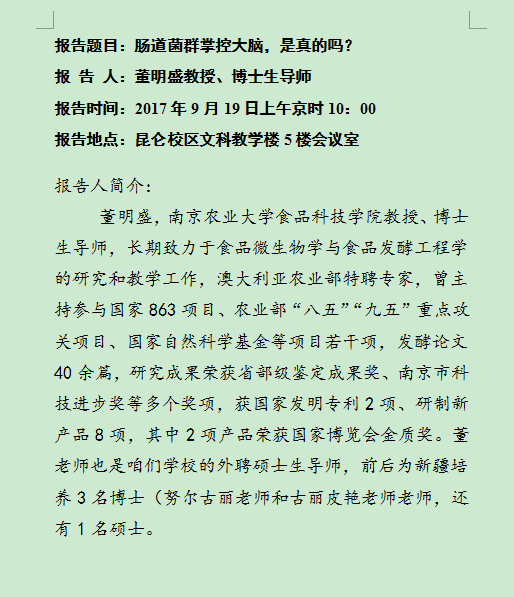 报告题目：肠道菌群掌控大脑，是真的吗？
报 告 人：董明盛教授、博士生导师
报告时间：2017年9月19日上午京时10：00
报告地点：昆仑校区文科教学楼5楼会议室
报告人简介：
董明盛，南京农业大学食品科技学院教授、博士
生导师，长期致力于食品微生物学与食品发酵工程学
的研究和教学工作，澳大利亚农业部特聘专家，曾主
持参与国家863项目、农业部“八五”“九五”重点攻
关项目、国家自然科学基金等项目若干项，发酵论文
40余篇，研究成果荣获省部级鉴定成果奖、南京市科
技进步奖等多个奖项，获国家发明专利2项、研制新
产品8项，其中2项产品荣获国家博览会金质奖。董
老师也是咱们学校的外聘硕士生导师，前后为新疆培
养3名博士（努尔古丽老师和古丽皮艳老师老师，还
有1名硕士。